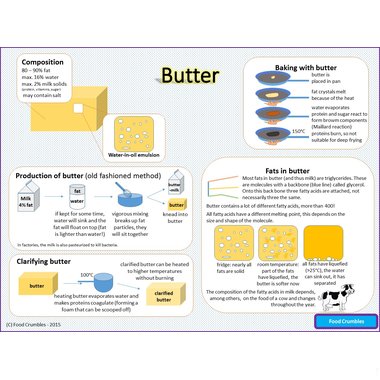 Composition
80 – 90% fat
max. 16% water
max. 2% milk solids
(protein, vitamins, sugar)
may contain salt
Water-in-oil emulsion
Butter
Baking with butter
butter is
placed in pan
fat crystals melt
because of the heat
water evaporates
protein and sugar react to
form brown components
(Maillard reaction)
150°C
proteins burn, so not
suitable for deep frying
Production of butter (old fashioned method)
Milk
4% fat
fat
water
butter
-milk
butter
if kept for some time,
water will sink and the
fat will float on top (fat
is lighter than water!)
vigorous mixing
breaks up fat
particles, they
will sit together
knead into
butter
In factories, the milk is also pasteurized to kill bacteria.
Clarifying butter
butter
100°C
clarified butter can be heated
to higher temperatures
without burning
heating butter evaporates water and
makes proteins coagulate (forming a
foam that can be scooped off)
clarified
butter
Fats in butter
Most fats in butter (and thus milk) are triglycerides. These
are molecules with a backbone (blue line) called glycerol.
Onto this back bone three fatty acids are attached, not
necessarily three the same.
Butter contains a lot of different fatty acids, more than 400!
All fatty acids have a different melting point, this depends on the
size and shape of the molecule.
fridge: nearly all
fats are solid
room temperature:
part of the fats
have liquefied, the
butter is softer now
all fats have liquefied
(>25°C), the water
can sink out, it has
separated
The composition of the fatty acids in milk depends,
among others, on the food of a cow and changes
throughout the year.
(C) Food Crumbles - 2015
Food Crumbles